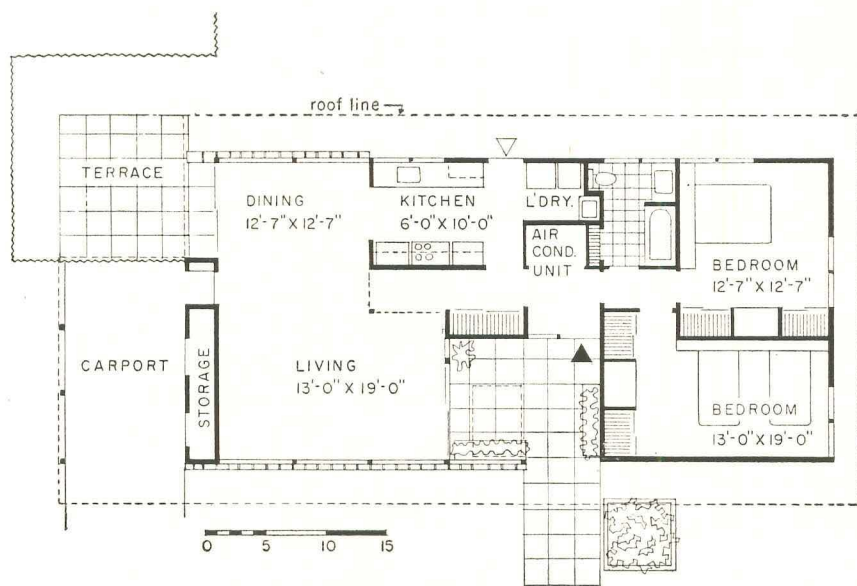 roof line
TERRACE
DINING
12'-7" X 12'-7"
KITCHEN
6'-0" X 10'-0"
L'DRY.
AIR
COND.
UNIT
BEDROOM
12'-7" X 12'-7"
CARPORT
STORAGE
LIVING
13'-0" X 19'-0"
BEDROOM
13'-0" X 19'-0"
0 5 10 15